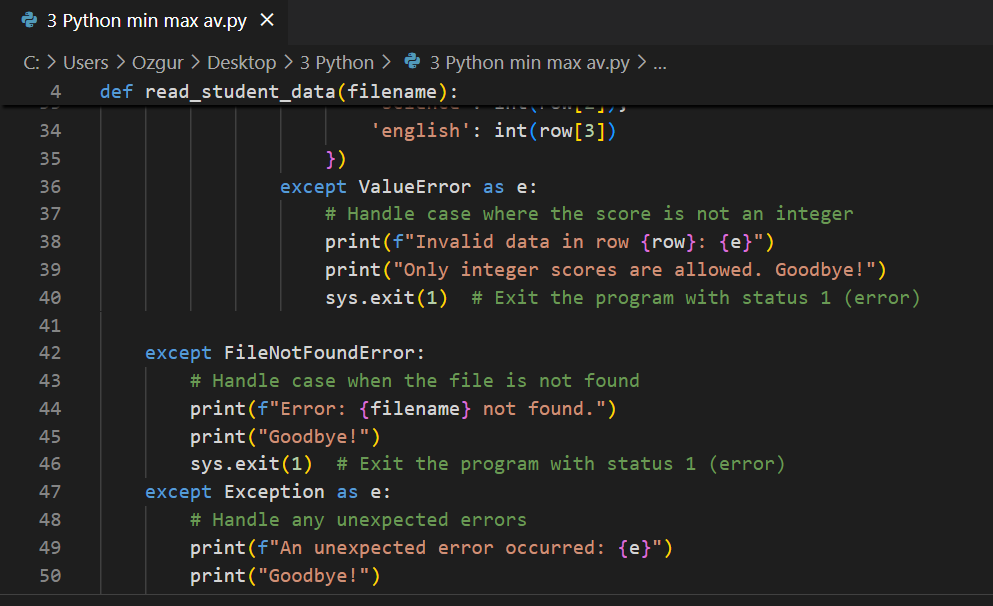 3 Python min max av.py ×
C: > Users > Ozgur > Desktop > 3 Python > 3 Python min max av.py > ...
4 def read_student_data(filename):
34 'english': int(row[3])
35 })
36 except ValueError as e:
37 # Handle case where the score is not an integer
38 print(f"Invalid data in row {row}: {e}")
39 print("Only integer scores are allowed. Goodbye!")
40 sys.exit(1)  # Exit the program with status 1 (error)
41
42 except FileNotFoundError:
43 # Handle case when the file is not found
44 print(f"Error: {filename} not found.")
45 print("Goodbye!")
46 sys.exit(1)  # Exit the program with status 1 (error)
47 except Exception as e:
48 # Handle any unexpected errors
49 print(f"An unexpected error occurred: {e}")
50 print("Goodbye!")